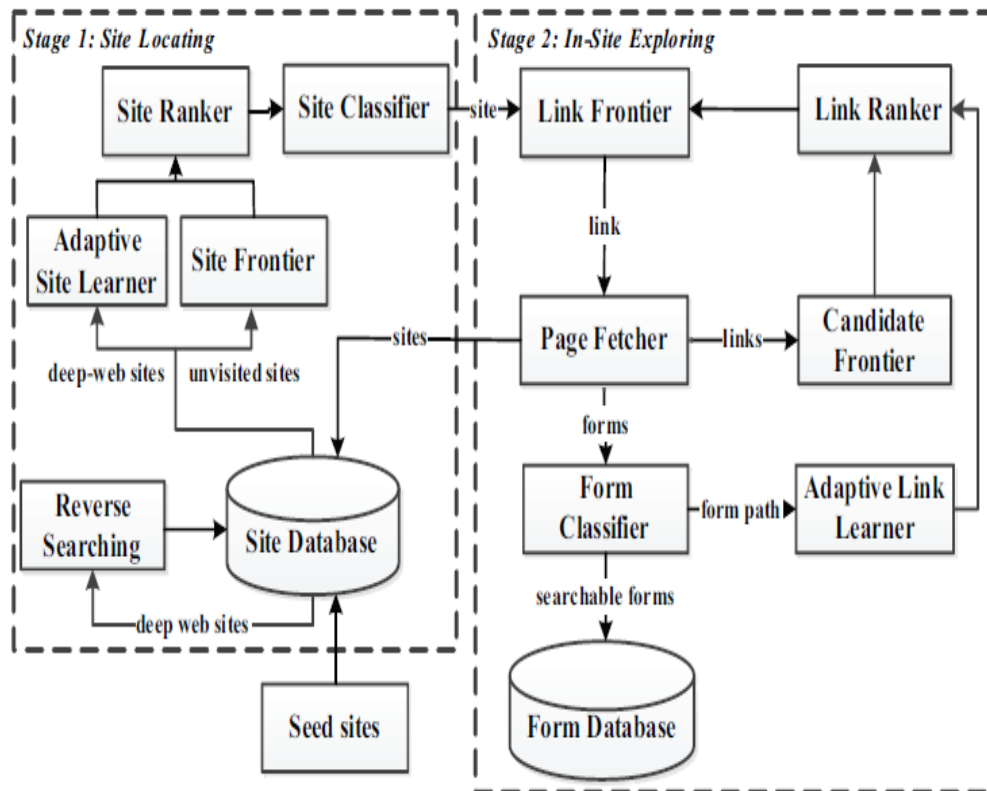 Stage 1: Site Locating
Site Ranker
Site Classifier
Adaptive
Site Learner
Site Frontier
deep-web sites
unvisited sites
Reverse
Searching
Site Database
deep web sites
Seed sites
site
sites
Stage 2: In-Site Exploring
Link Frontier
Link Ranker
link
Page Fetcher
links
Candidate
Frontier
forms
Form
Classifier
form path
Adaptive Link
Learner
searchable forms
Form Database